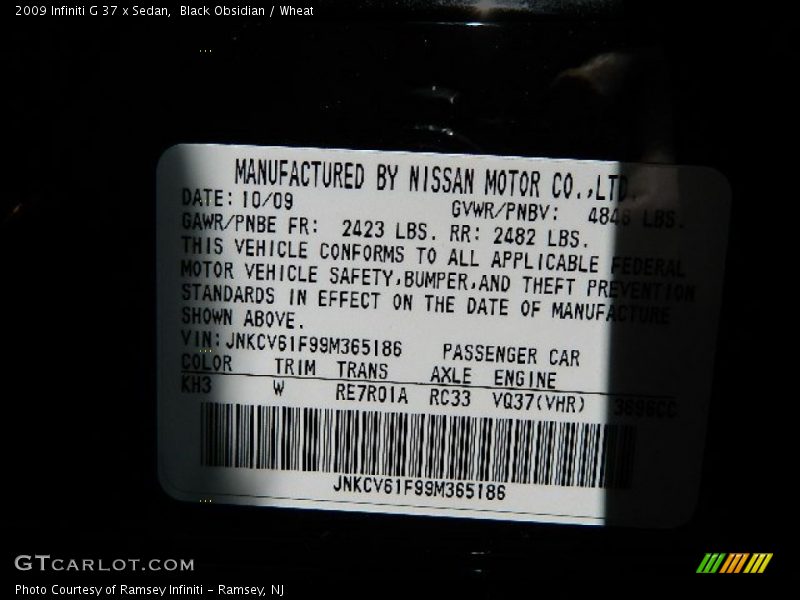 2009 Infiniti G 37 x Sedan, Black Obsidian / Wheat
MANUFACTURED BY NISSAN MOTOR CO.,LTD.
DATE: 10/09 GVWR/PNBV: 4846 LBS.
GAWR/PNBE FR: 2423 LBS. RR: 2482 LBS.
THIS VEHICLE CONFORMS TO ALL APPLICABLE FEDERAL
MOTOR VEHICLE SAFETY,BUMPER,AND THEFT PREVENTION
STANDARDS IN EFFECT ON THE DATE OF MANUFACTURE
SHOWN ABOVE.
VIN: JNKCV61F99M365186 PASSENGER CAR
COLOR TRIM TRANS AXLE ENGINE
KH3 W RE7R01A RC33 VQ37(VHR) 3696CC
JNKCV61F99M365186
GTCARLOT.COM
Photo Courtesy of Ramsey Infiniti - Ramsey, NJ